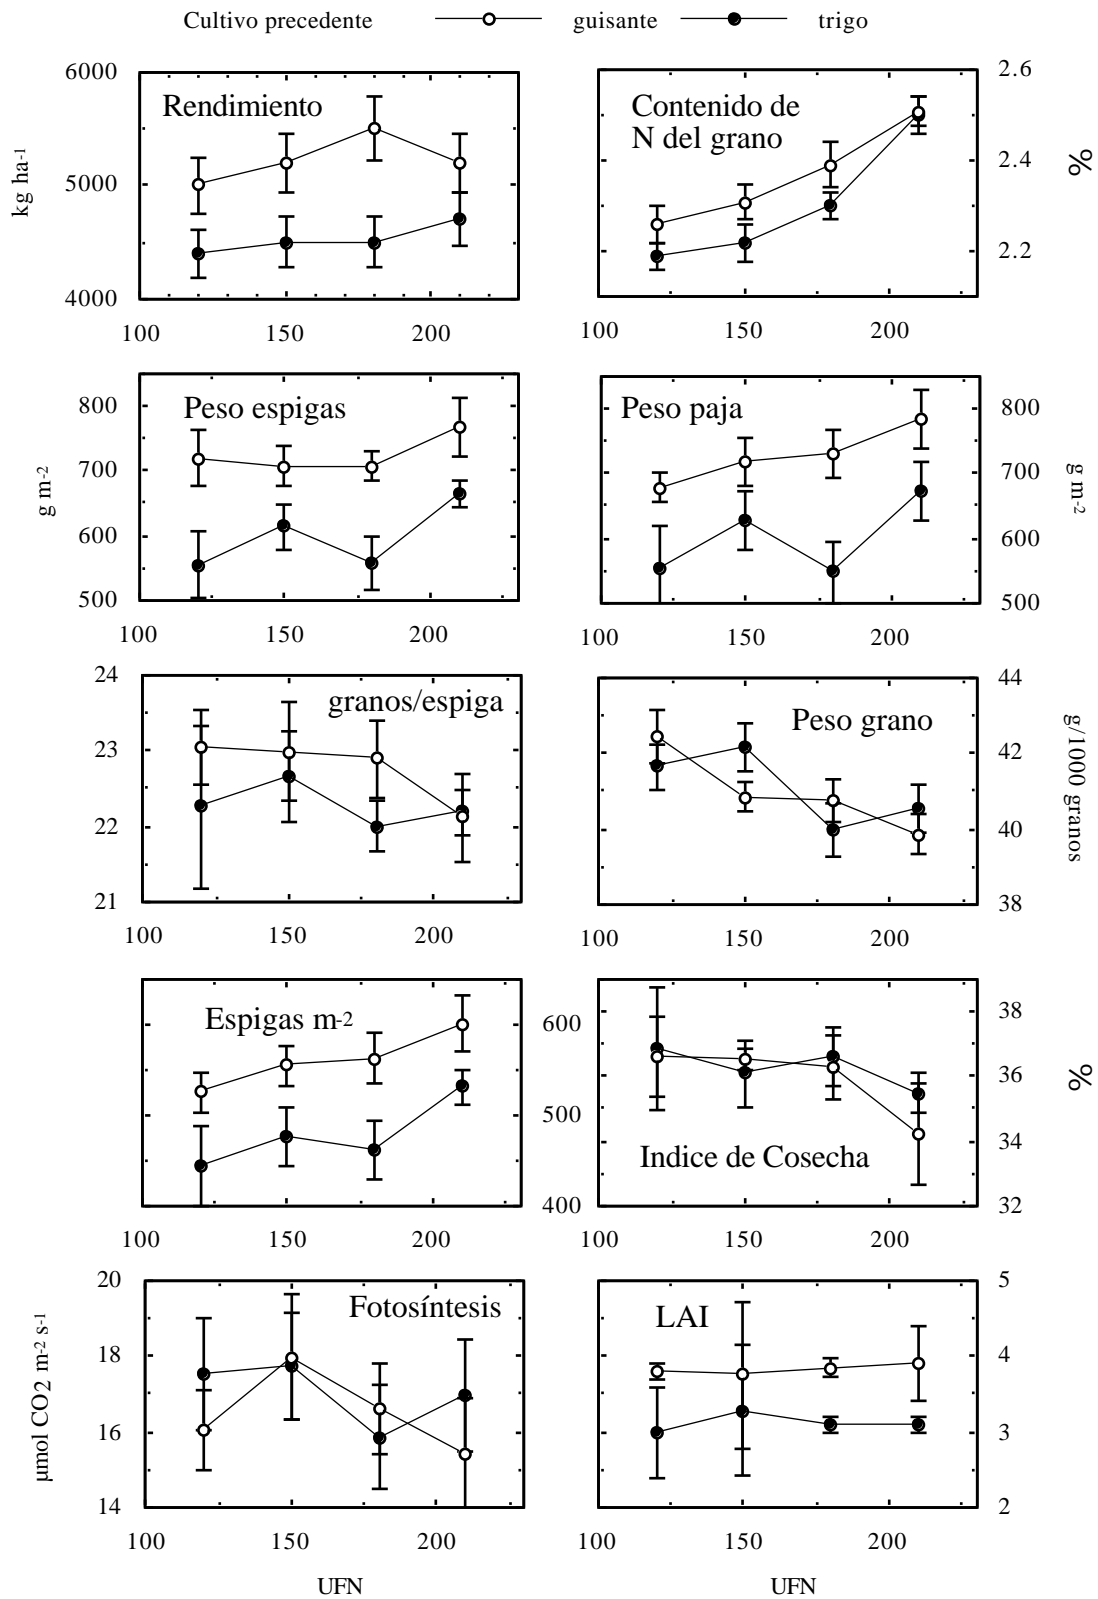 Cultivo precedente guisante trigo
6000
5000
4000
kg ha-1
Rendimiento
100 150 200
Contenido de
N del grano
2.6
2.4
2.2
%
100 150 200
800
700
600
500
g m-2
Peso espigas
100 150 200
Peso paja
800
700
600
500
g m-2
100 150 200
24
23
22
21
granos/espiga
100 150 200
Peso grano
44
42
40
38
g/1000 granos
100 150 200
Espigas m-2
600
500
400
100 150 200
Indice de Cosecha
38
36
34
32
%
100 150 200
20
18
16
14
µmol CO2 m-2 s-1
Fotosíntesis
100 150 200
UFN
LAI
5
4
3
2
100 150 200
UFN